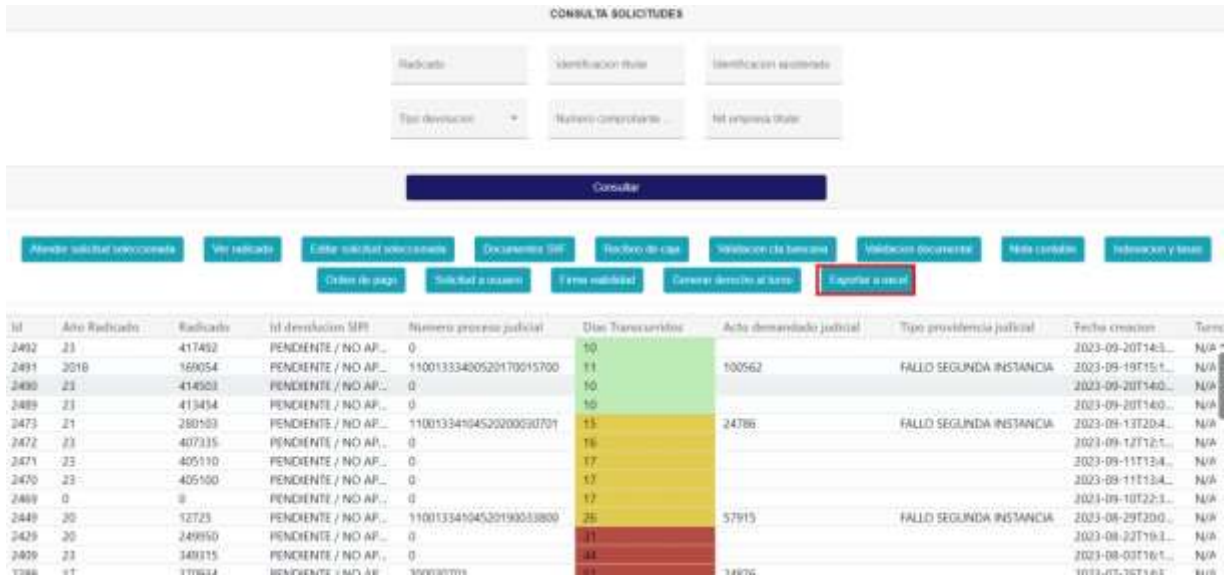 CONSULTA SOLICITUDES
Radicado Identificacion titular Identificacion apoderado
Tipo devolucion Numero comprobante ... Nit empresa titular
Consultar
Atender solicitud seleccionada Ver radicado Editar solicitud seleccionada Documentos SIIF Recibro de caja Validacion cta bancaria Validacion documental Nota contable Indexacion y tasas
Orden de pago Solicitud a usuario Firma viabilidad Generar derecho al turno Exportar a excel
Id Ano Radicado Radicado Id devolucion SIPI Numero proceso judicial Dias Transcurridos Acto demandado judicial Tipo providencia judicial Fecha creacion
2492 23 417492 PENDIENTE / NO AP... 0 10 2023-09-20T14:3... N/A
2491 2018 169054 PENDIENTE / NO AP... 11001333400520170015700 11 100562 FALLO SEGUNDA INSTANCIA 2023-09-19T15:1... N/A
2490 23 414503 PENDIENTE / NO AP... 0 10 2023-09-20T14:0... N/A
2489 23 413454 PENDIENTE / NO AP... 0 10 2023-09-20T14:0... N/A
2473 21 280103 PENDIENTE / NO AP... 11001334104520200030701 15 24786 FALLO SEGUNDA INSTANCIA 2023-09-13T20:4... N/A
2472 23 407335 PENDIENTE / NO AP... 0 16 2023-09-12T12:1... N/A
2471 23 405110 PENDIENTE / NO AP... 0 17 2023-09-11T13:4... N/A
2470 23 405100 PENDIENTE / NO AP... 0 17 2023-09-11T13:4... N/A
2469 0 0 PENDIENTE / NO AP... 0 17 2023-09-10T22:3... N/A
2449 20 12725 PENDIENTE / NO AP... 11001334104520190033800 26 57915 FALLO SEGUNDA INSTANCIA 2023-08-29T20:0... N/A
2429 20 249950 PENDIENTE / NO AP... 0 31 2023-08-22T19:3... N/A
2409 23 349315 PENDIENTE / NO AP... 0 44 2023-08-03T16:1... N/A
17 PENDIENTE / NO AP...